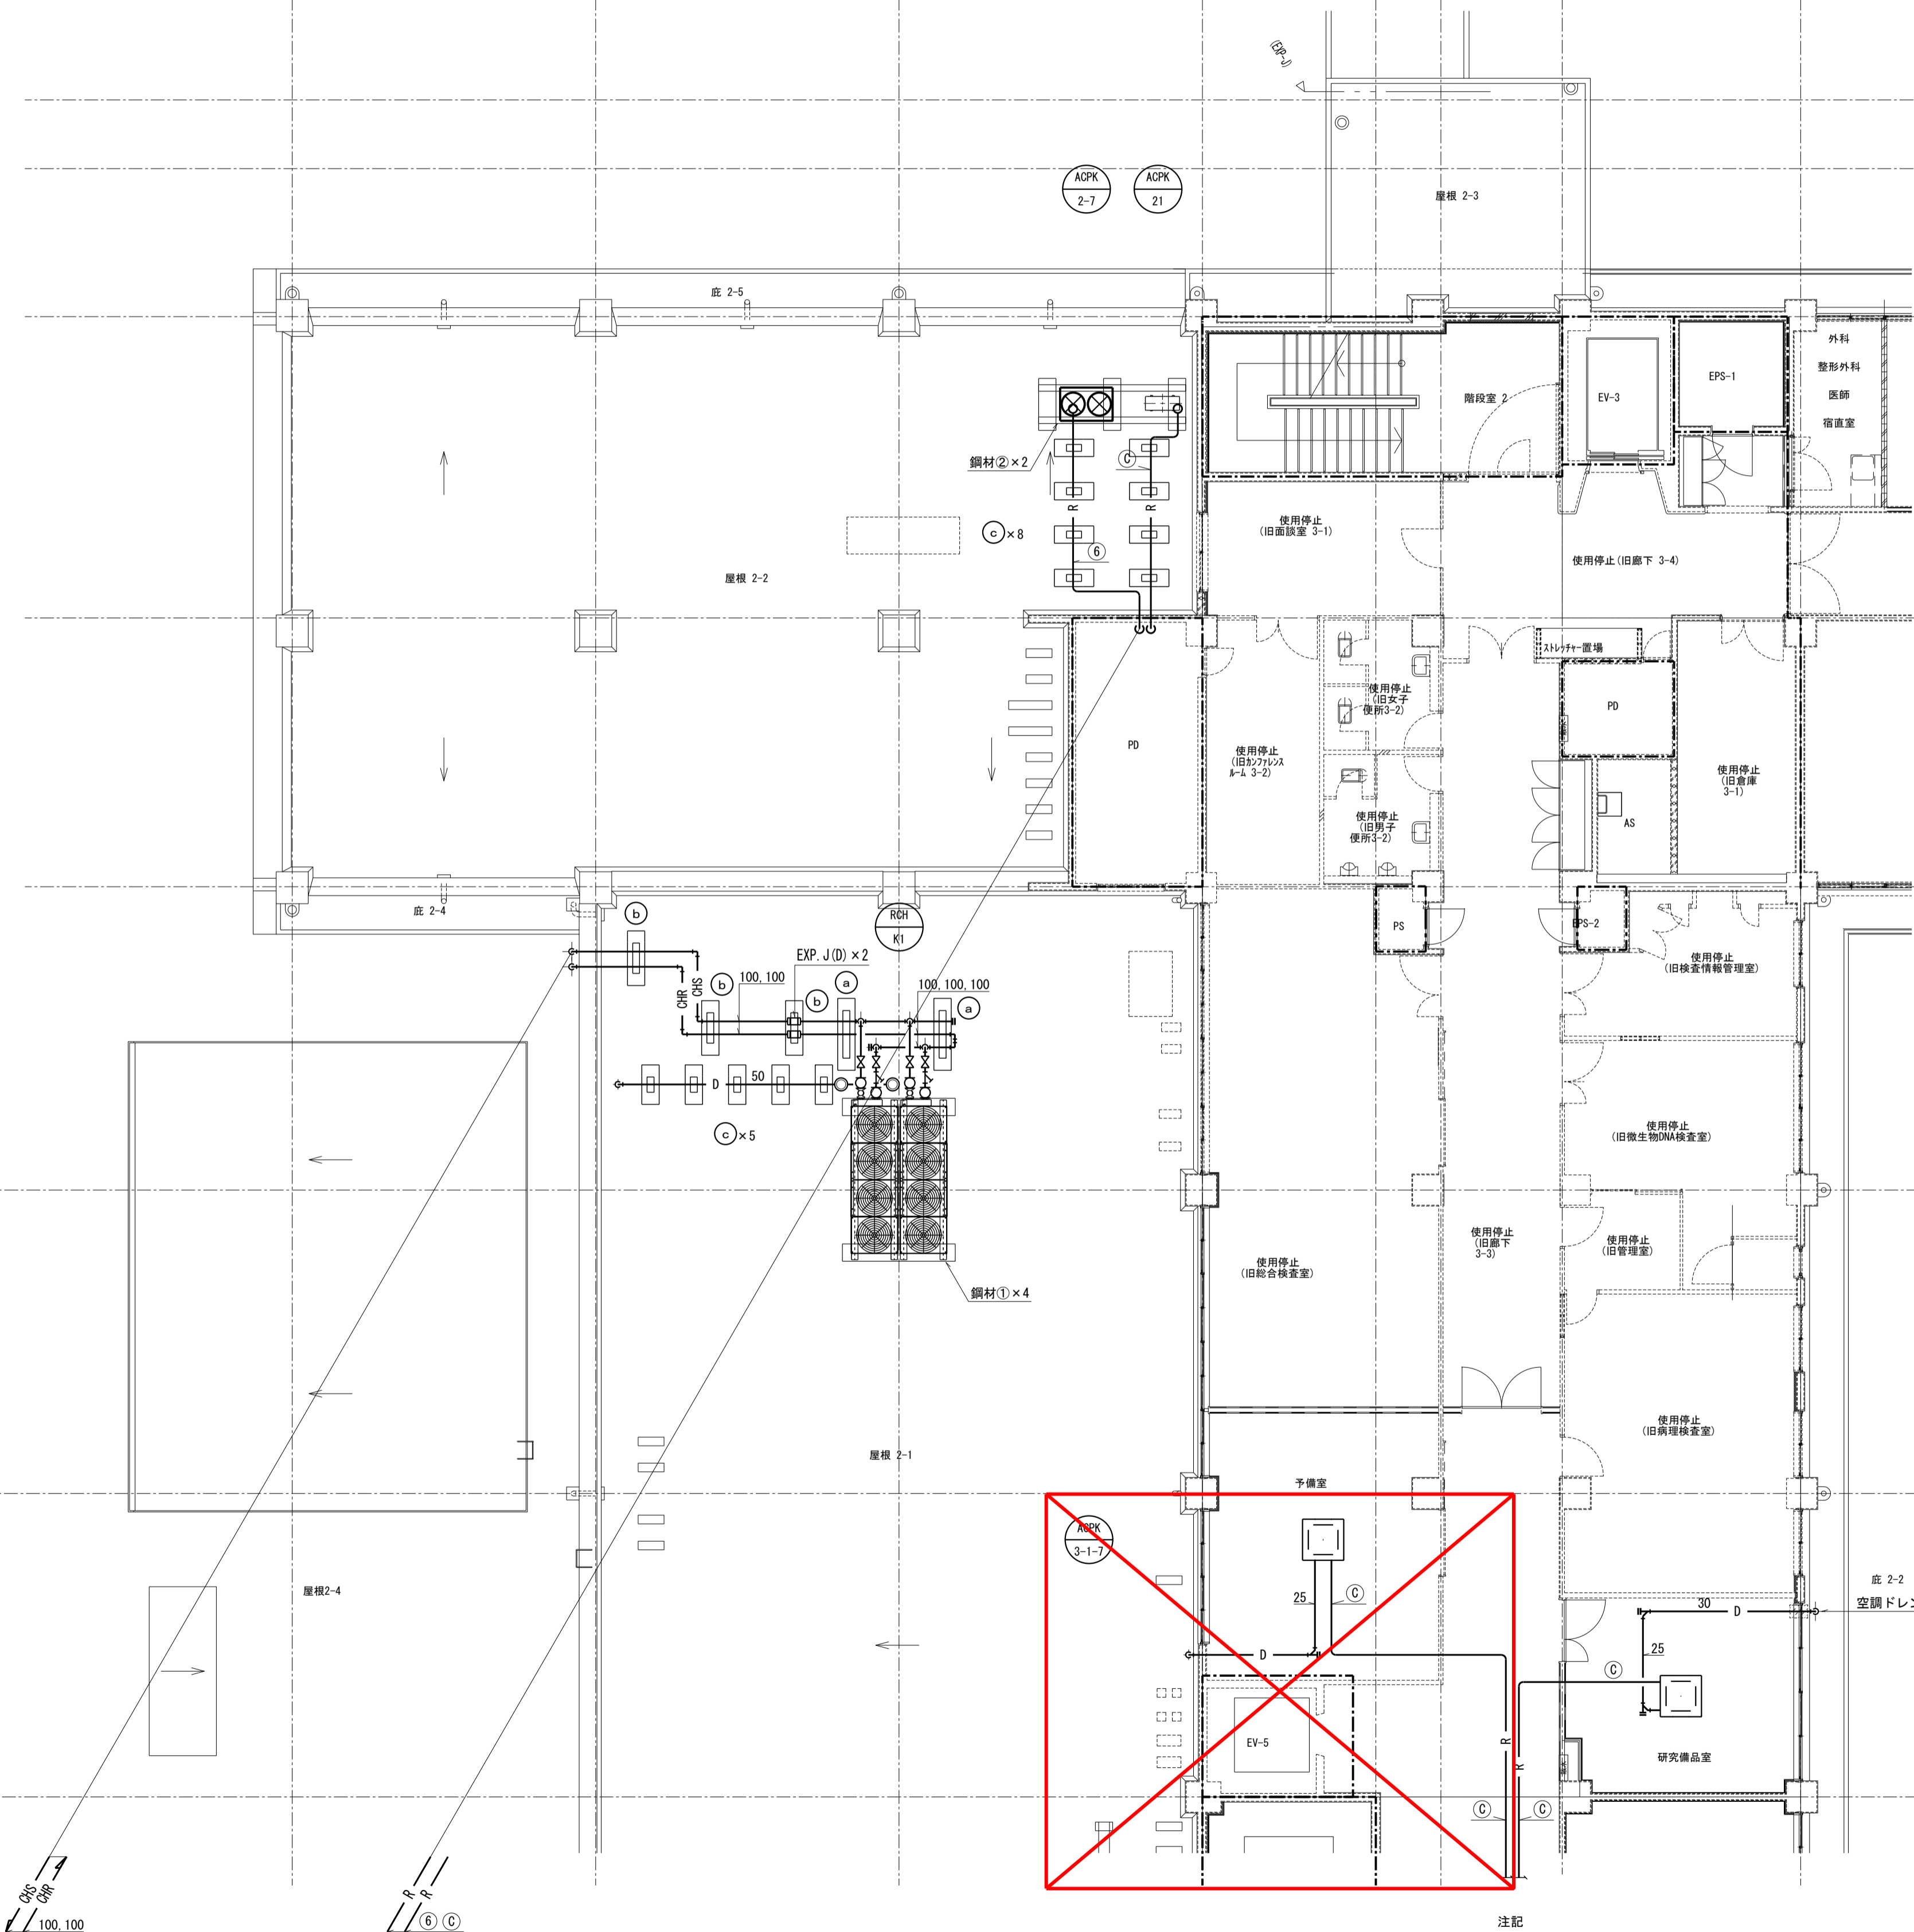 (EXP-J)
ACPK
2-7
ACPK
21
屋根 2-3
庇 2-5
外科
整形外科
医師
宿直室
EPS-1
EV-3
階段室 2
鋼材②×2
C
R
R
ⓒ×8
6
使用停止
(旧面談室 3-1)
使用停止(旧廊下 3-4)
屋根 2-2
ストレッチャー置場
使用停止
(旧女子
便所3-2)
PD
PD
使用停止
(旧カンファレンス
ルーム 3-2)
使用停止
(旧倉庫
3-1)
使用停止
(旧男子
便所3-2)
AS
庇 2-4
b
RCH
K1
PS
EPS-2
EXP.J(D)×2
使用停止
(旧検査情報管理室)
CHR
CHS
b
100,100
b
a
100,100,100
a
D
50
ⓒ×5
使用停止
(旧微生物DNA検査室)
使用停止
(旧廊下
3-3)
使用停止
(旧管理室)
使用停止
(旧総合検査室)
鋼材①×4
使用停止
(旧病理検査室)
屋根 2-1
予備室
ACPK
3-1-7
屋根2-4
25
C
庇 2-2
30
D
空調ドレン
D
25
C
EV-5
R
R
研究備品室
C
C
CHS
CHR
100,100
R
R
6 C
注記